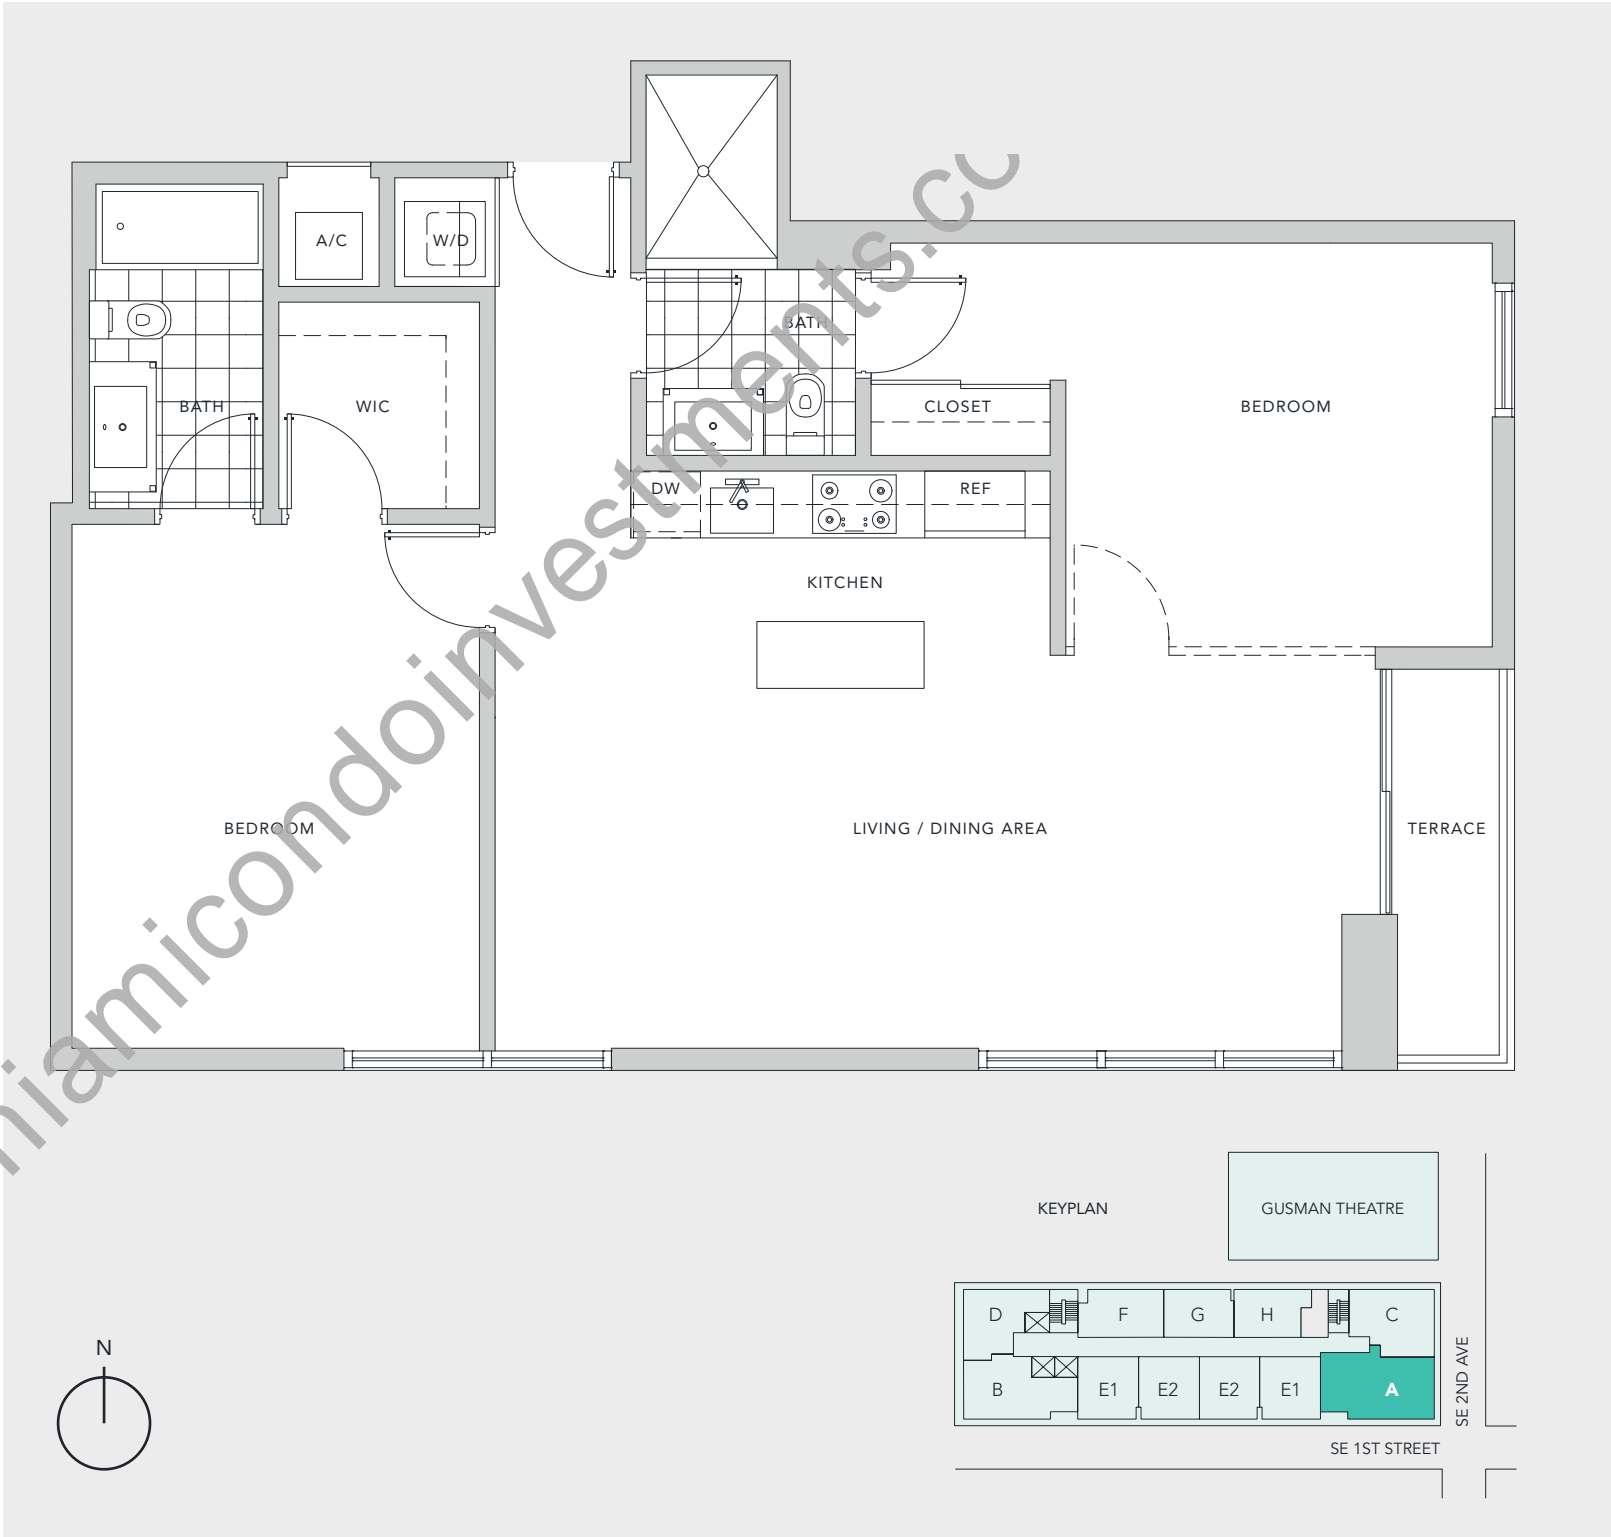 A/C
W/D
BATH
BATH
WIC
CLOSET
BEDROOM
DW
REF
KITCHEN
BEDROOM
LIVING / DINING AREA
TERRACE
miamicondoinvestments.co
KEYPLAN
GUSMAN THEATRE
D
F
G
H
C
B
E1
E2
E2
E1
A
SE 2ND AVE
SE 1ST STREET
N